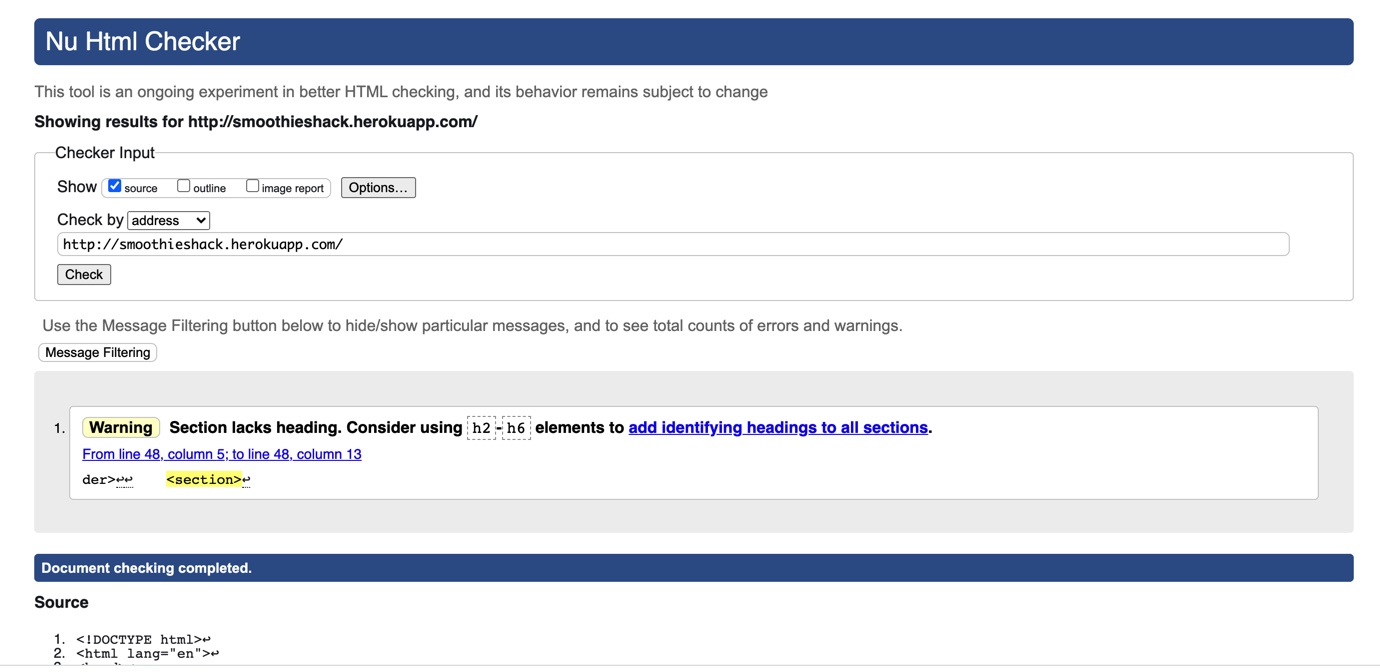 Nu Html Checker
This tool is an ongoing experiment in better HTML checking, and its behavior remains subject to change
Showing results for http://smoothieshack.herokuapp.com/
Checker Input
Show source outline image report Options...
Check by address
http://smoothieshack.herokuapp.com/
Check
Use the Message Filtering button below to hide/show particular messages, and to see total counts of errors and warnings.
Message Filtering
1. Warning Section lacks heading. Consider using h2-h6 elements to add identifying headings to all sections.
From line 48, column 5; to line 48, column 13
der>↩↩ <section>↩
Document checking completed.
Source
1. <!DOCTYPE html>↩
2. <html lang="en">↩